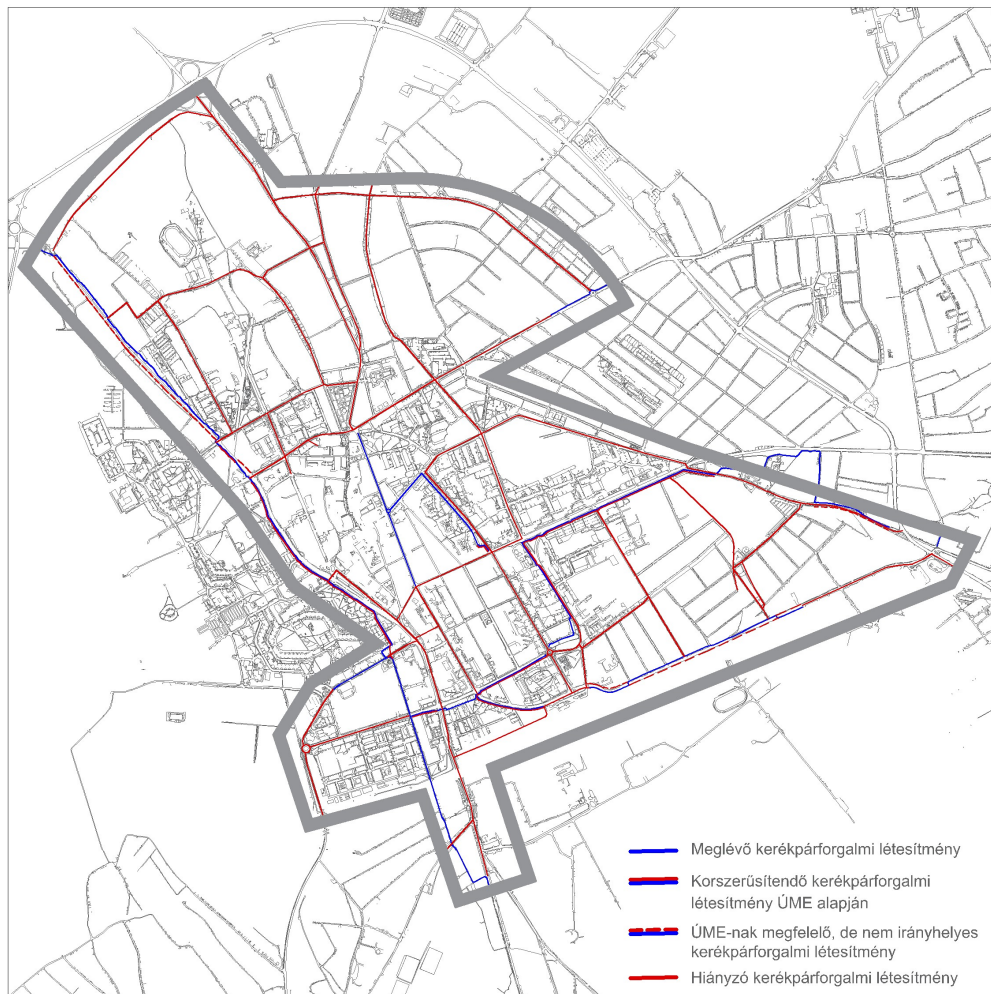 Meglévő kerékpárforgalmi létesítmény
Korszerűsítendő kerékpárforgalmi
létesítmény ÚME alapján
ÚME-nak megfelelő, de nem irányhelyes
kerékpárforgalmi létesítmény
Hiányzó kerékpárforgalmi létesítmény